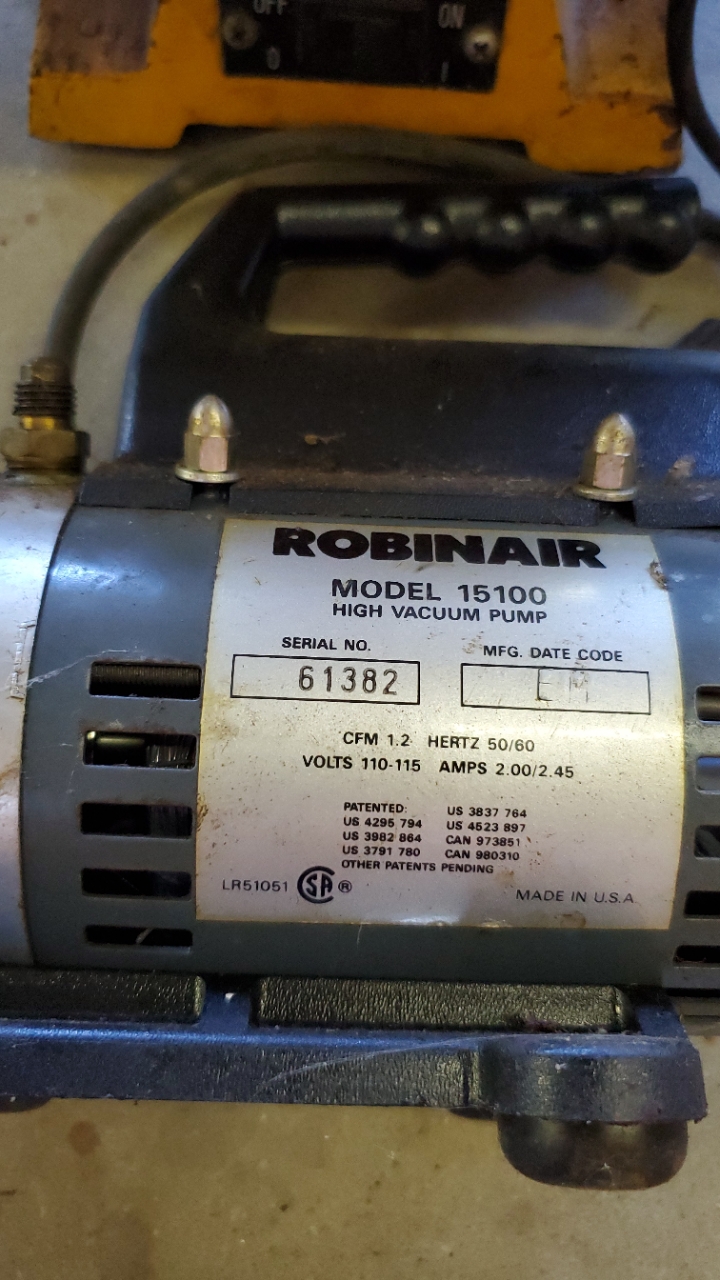 OFF ON
0 I
ROBINAIR
MODEL 15100
HIGH VACUUM PUMP
SERIAL NO. MFG. DATE CODE
61382 EM
CFM 1.2 HERTZ 50/60
VOLTS 110-115 AMPS 2.00/2.45
PATENTED: US 3837 764
US 4295 794 US 4523 897
US 3982 864 CAN 973851
US 3791 780 CAN 980310
OTHER PATENTS PENDING
LR51051 SA ® MADE IN U.S.A.